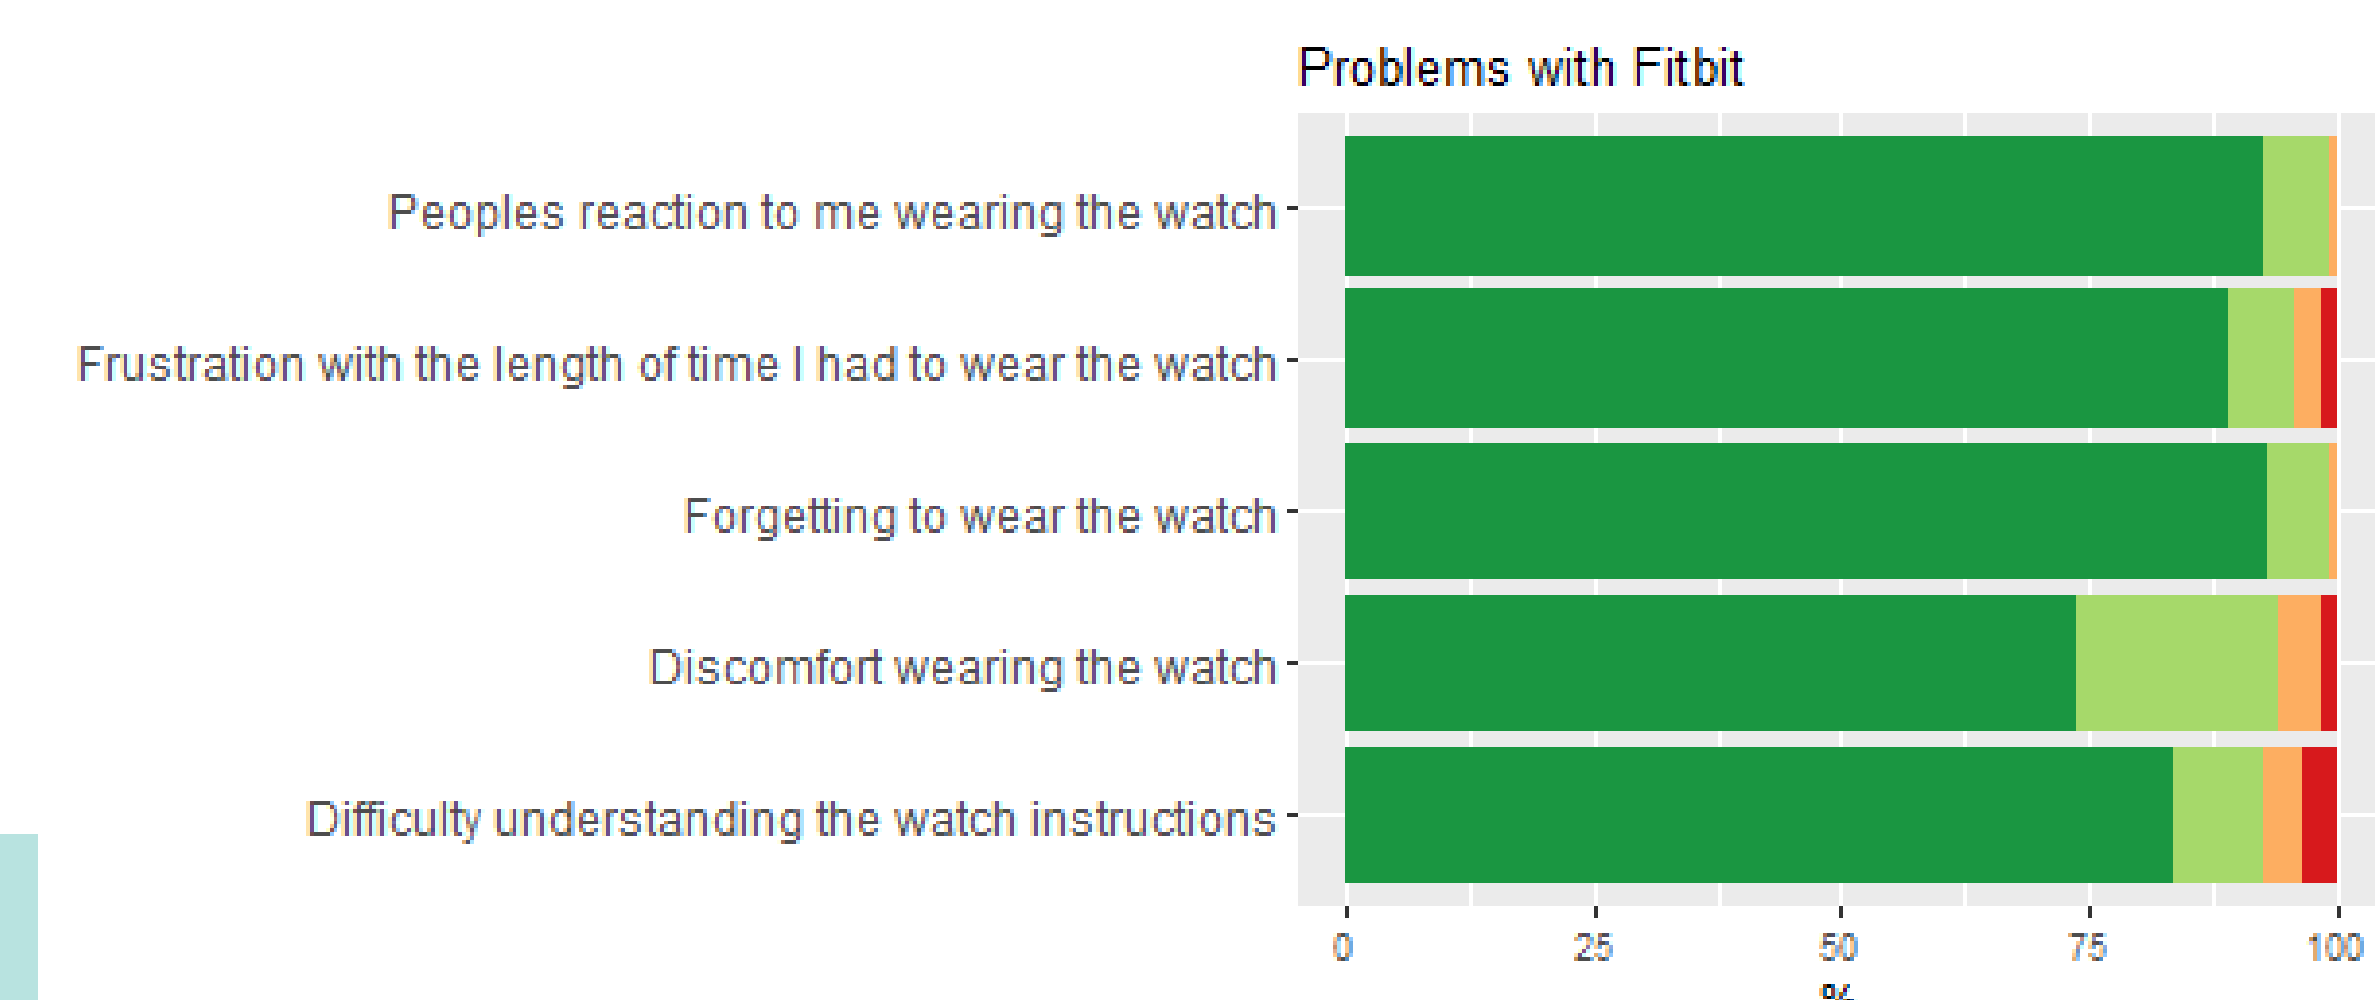 Problems with Fitbit
Peoples reaction to me wearing the watch
Frustration with the length of time I had to wear the watch
Forgetting to wear the watch
Discomfort wearing the watch
Difficulty understanding the watch instructions
0 25 50 75 100
%